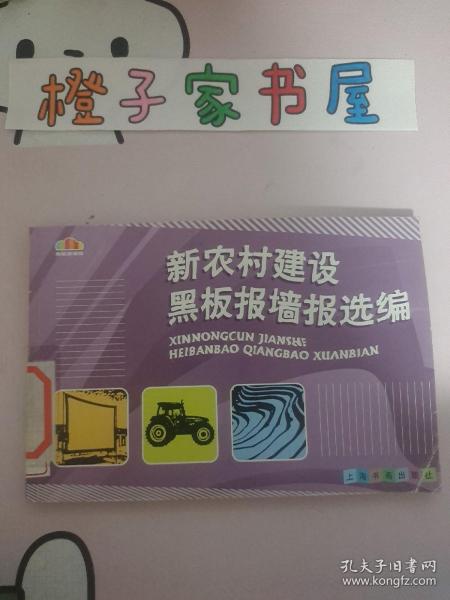 橙子家书屋
新农村建设
黑板报墙报选编
XINNONGCUN JIANSHE
HEIBANBAO QIANGBAO XUANBIAN
上海书画出版社
孔夫子旧书网
www.kongfz.com